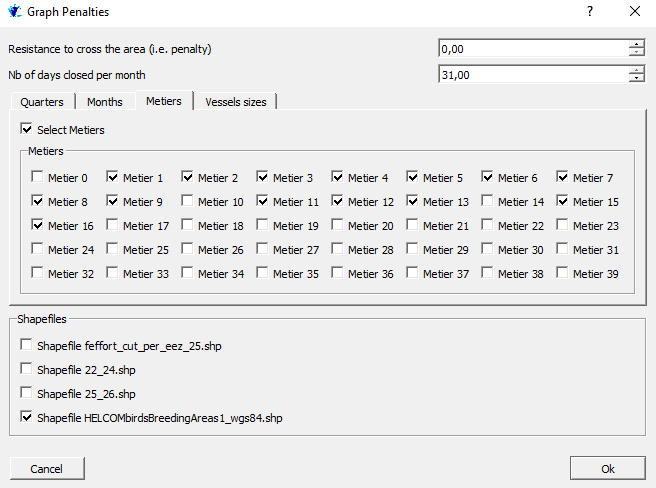 Graph Penalties ?
Resistance to cross the area (i.e. penalty) 0,00
Nb of days closed per month 31,00
Quarters Months Metiers Vessels sizes
Select Metiers
Metiers
Metier 0 Metier 1 Metier 2 Metier 3 Metier 4 Metier 5 Metier 6 Metier 7
Metier 8 Metier 9 Metier 10 Metier 11 Metier 12 Metier 13 Metier 14 Metier 15
Metier 16 Metier 17 Metier 18 Metier 19 Metier 20 Metier 21 Metier 22 Metier 23
Metier 24 Metier 25 Metier 26 Metier 27 Metier 28 Metier 29 Metier 30 Metier 31
Metier 32 Metier 33 Metier 34 Metier 35 Metier 36 Metier 37 Metier 38 Metier 39
Shapefiles
Shapefile feffort_cut_per_eez_25.shp
Shapefile 22_24.shp
Shapefile 25_26.shp
Shapefile HELCOMbirdsBreedingAreas1_wgs84.shp
Cancel Ok